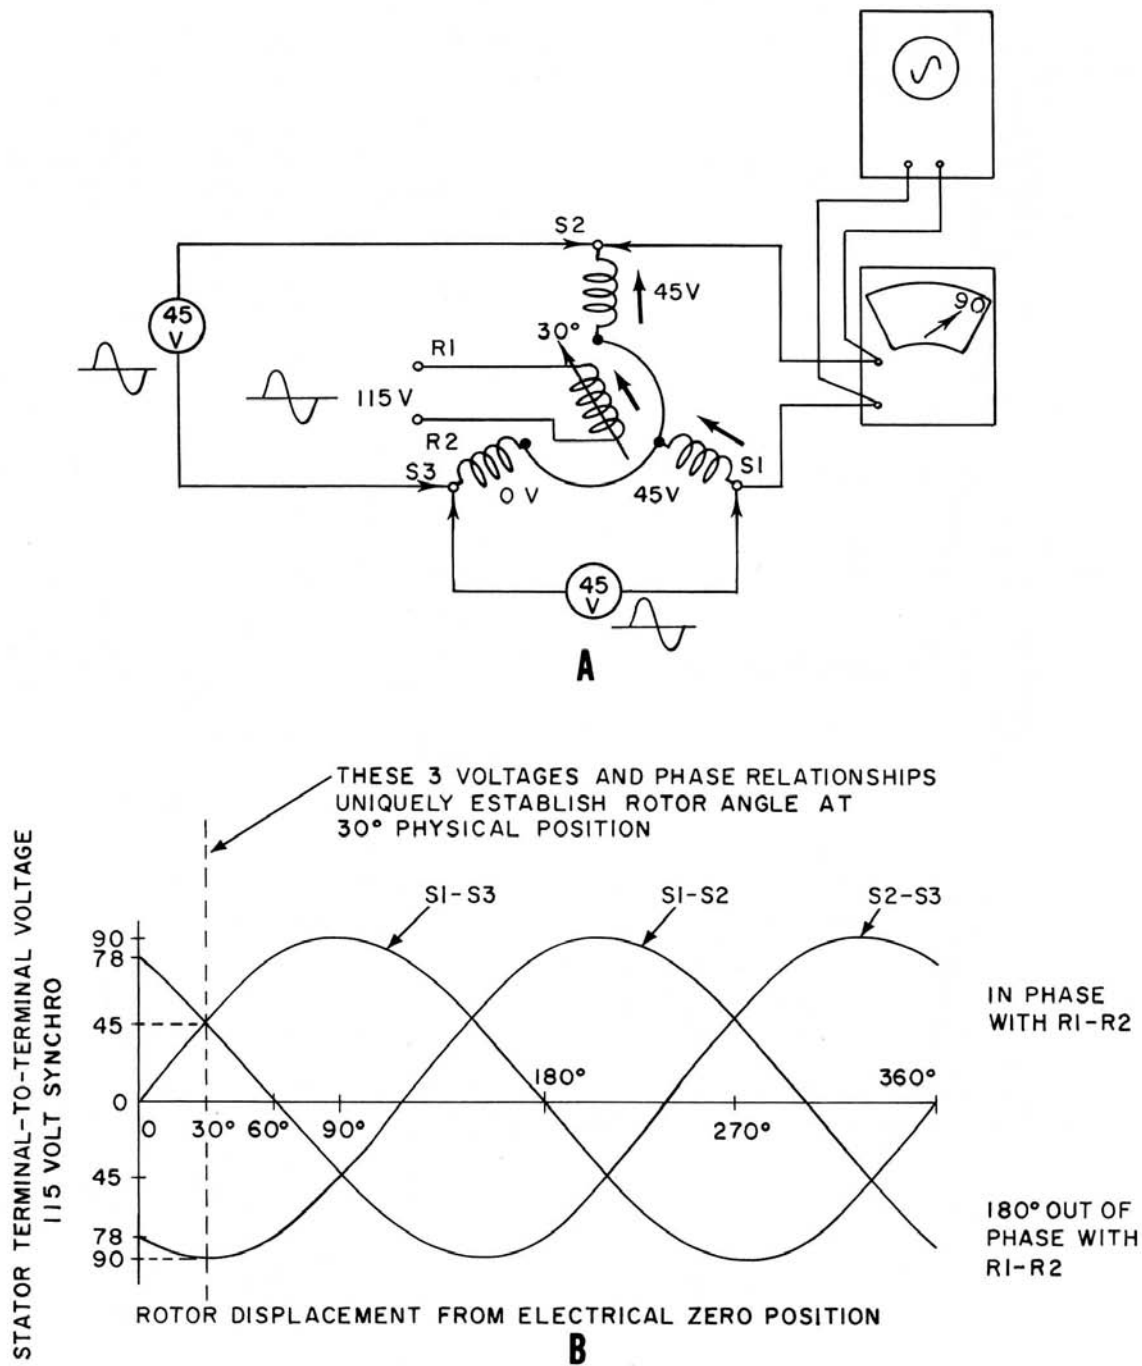 S2
45V
90
45
V
30°
R1
115 V
R2
S3
0 V
45V
S1
45
V
A
THESE 3 VOLTAGES AND PHASE RELATIONSHIPS
UNIQUELY ESTABLISH ROTOR ANGLE AT
30° PHYSICAL POSITION
STATOR TERMINAL-TO-TERMINAL VOLTAGE
115 VOLT SYNCHRO
S1-S3
S1-S2
S2-S3
90
78
45
0
45
78
90
0
30°
60°
90°
180°
270°
360°
IN PHASE
WITH R1-R2
180° OUT OF
PHASE WITH
R1-R2
ROTOR DISPLACEMENT FROM ELECTRICAL ZERO POSITION
B